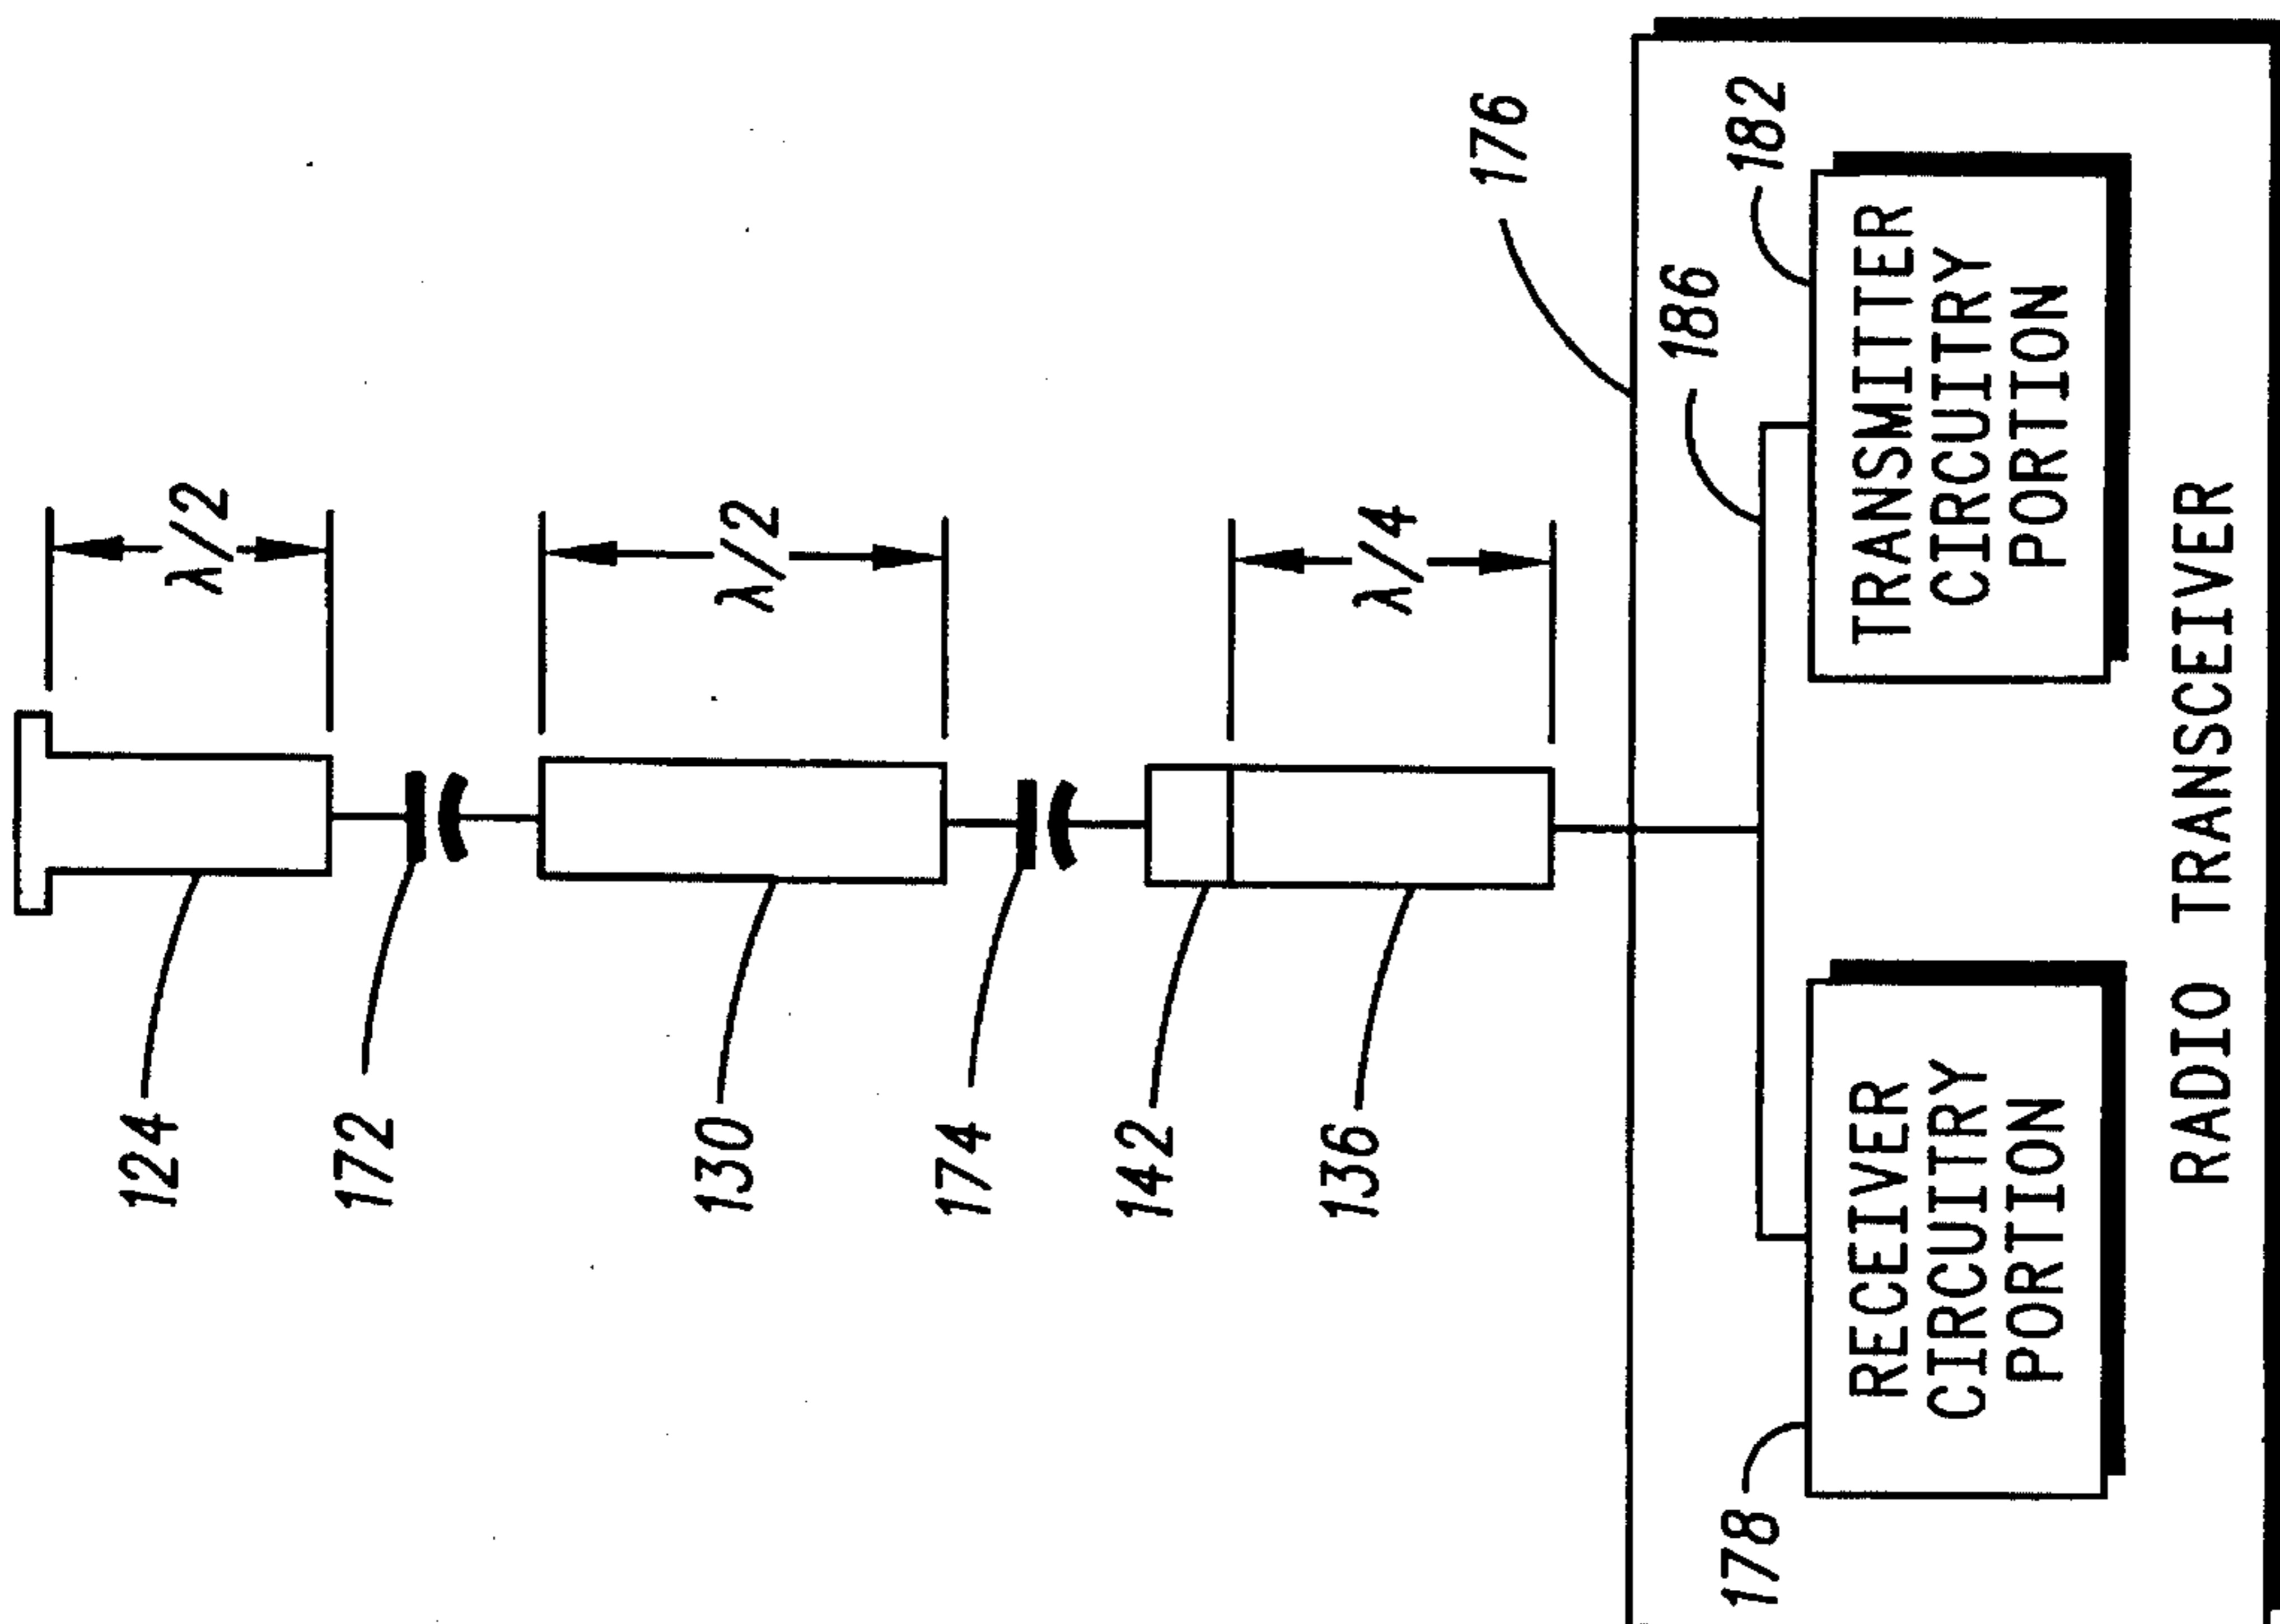 124
172
130
174
142
136
λ/2
λ/2
λ/4
176
186
182
178
RECEIVER
CIRCUITRY
PORTION
TRANSMITTER
CIRCUITRY
PORTION
RADIO TRANSCEIVER